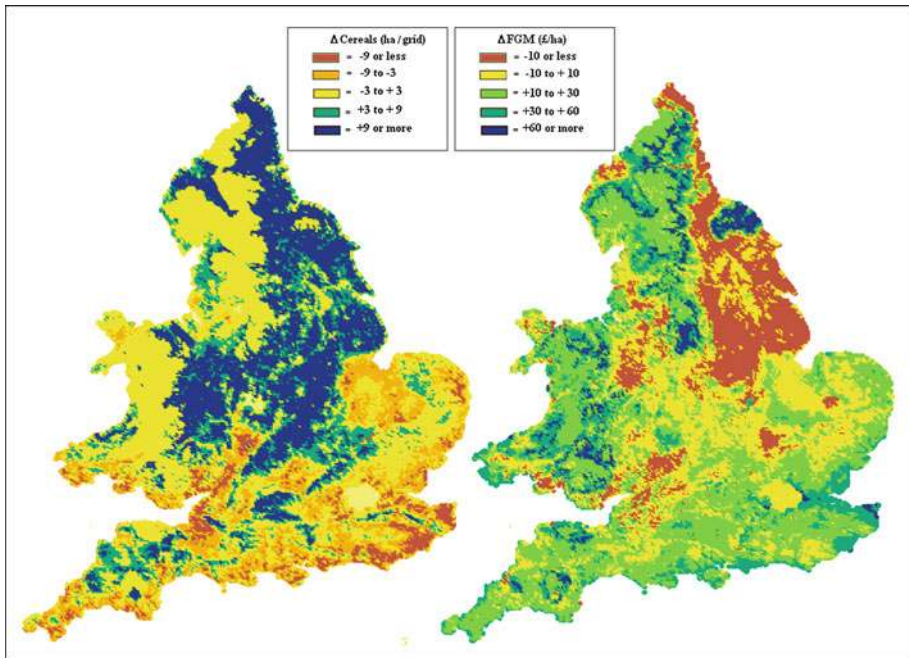 Δ Cereals (ha / grid)
= -9 or less
= -9 to -3
= -3 to + 3
= +3 to + 9
= +9 or more
Δ FGM (£/ha)
= -10 or less
= -10 to + 10
= +10 to + 30
= +30 to + 60
= +60 or more